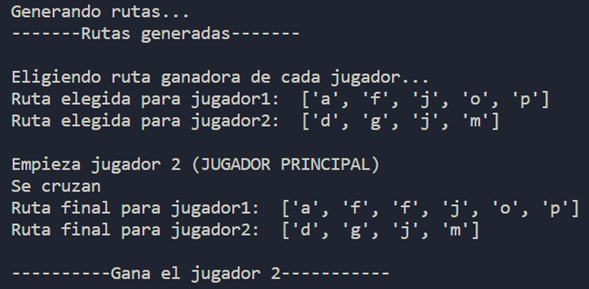 Generando rutas...
-------Rutas generadas-------
Eligiendo ruta ganadora de cada jugador...
Ruta elegida para jugador1:  ['a', 'f', 'j', 'o', 'p']
Ruta elegida para jugador2:  ['d', 'g', 'j', 'm']
Empieza jugador 2 (JUGADOR PRINCIPAL)
Se cruzan
Ruta final para jugador1:  ['a', 'f', 'f', 'j', 'o', 'p']
Ruta final para jugador2:  ['d', 'g', 'j', 'm']
----------Gana el jugador 2-----------